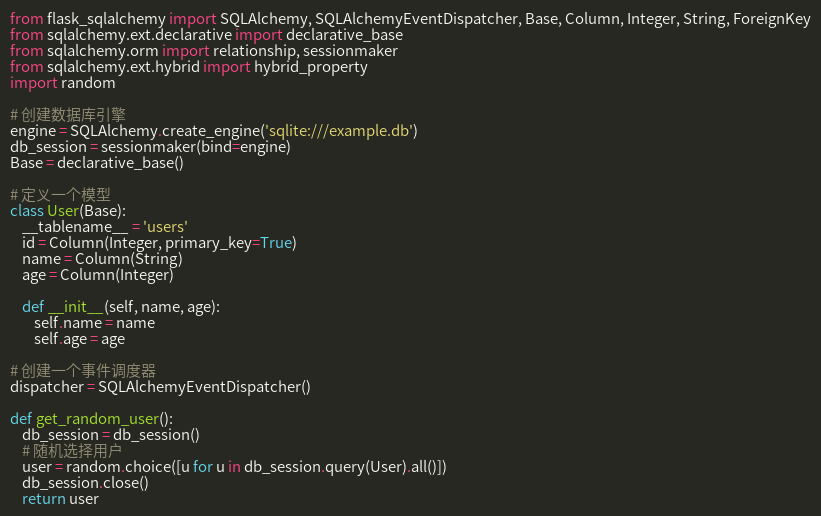 from flask_sqlalchemy import SQLAlchemy, SQLAlchemyEventDispatcher, Base, Column, Integer, String, ForeignKey
from sqlalchemy.ext.declarative import declarative_base
from sqlalchemy.orm import relationship, sessionmaker
from sqlalchemy.ext.hybrid import hybrid_property
import random

# 创建数据库引擎
engine = SQLAlchemy.create_engine('sqlite:///example.db')
db_session = sessionmaker(bind=engine)
Base = declarative_base()

# 定义一个模型
class User(Base):
    __tablename__ = 'users'
    id = Column(Integer, primary_key=True)
    name = Column(String)
    age = Column(Integer)

    def __init__(self, name, age):
        self.name = name
        self.age = age

# 创建一个事件调度器
dispatcher = SQLAlchemyEventDispatcher()

def get_random_user():
    db_session = db_session()
    # 随机选择用户
    user = random.choice([u for u in db_session.query(User).all()])
    db_session.close()
    return user